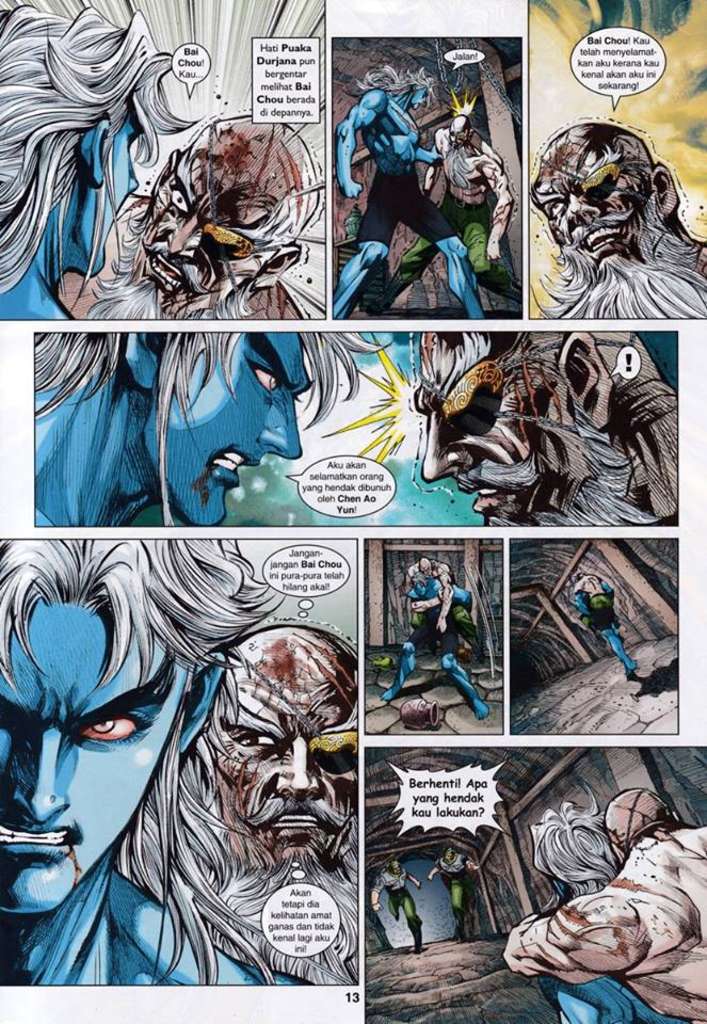 Bai
Chou!
Kau...
Hati Puaka
Durjana pun
bergentar
melihat Bai
Chou berada
di depannya.
Jalan!
Bai Chou! Kau
telah menyelamat-
kan aku kerana kau
kenal akan aku ini
sekarang!
!
Aku akan
selamatkan orang
yang hendak dibunuh
oleh Chen Ao
Yun!
Jangan-
jangan Bai Chou
ini pura-pura telah
hilang akal!
Akan
tetapi dia
kelihatan amat
ganas dan tidak
kenal lagi aku
ini!
Berhenti! Apa
yang hendak
kau lakukan?
13